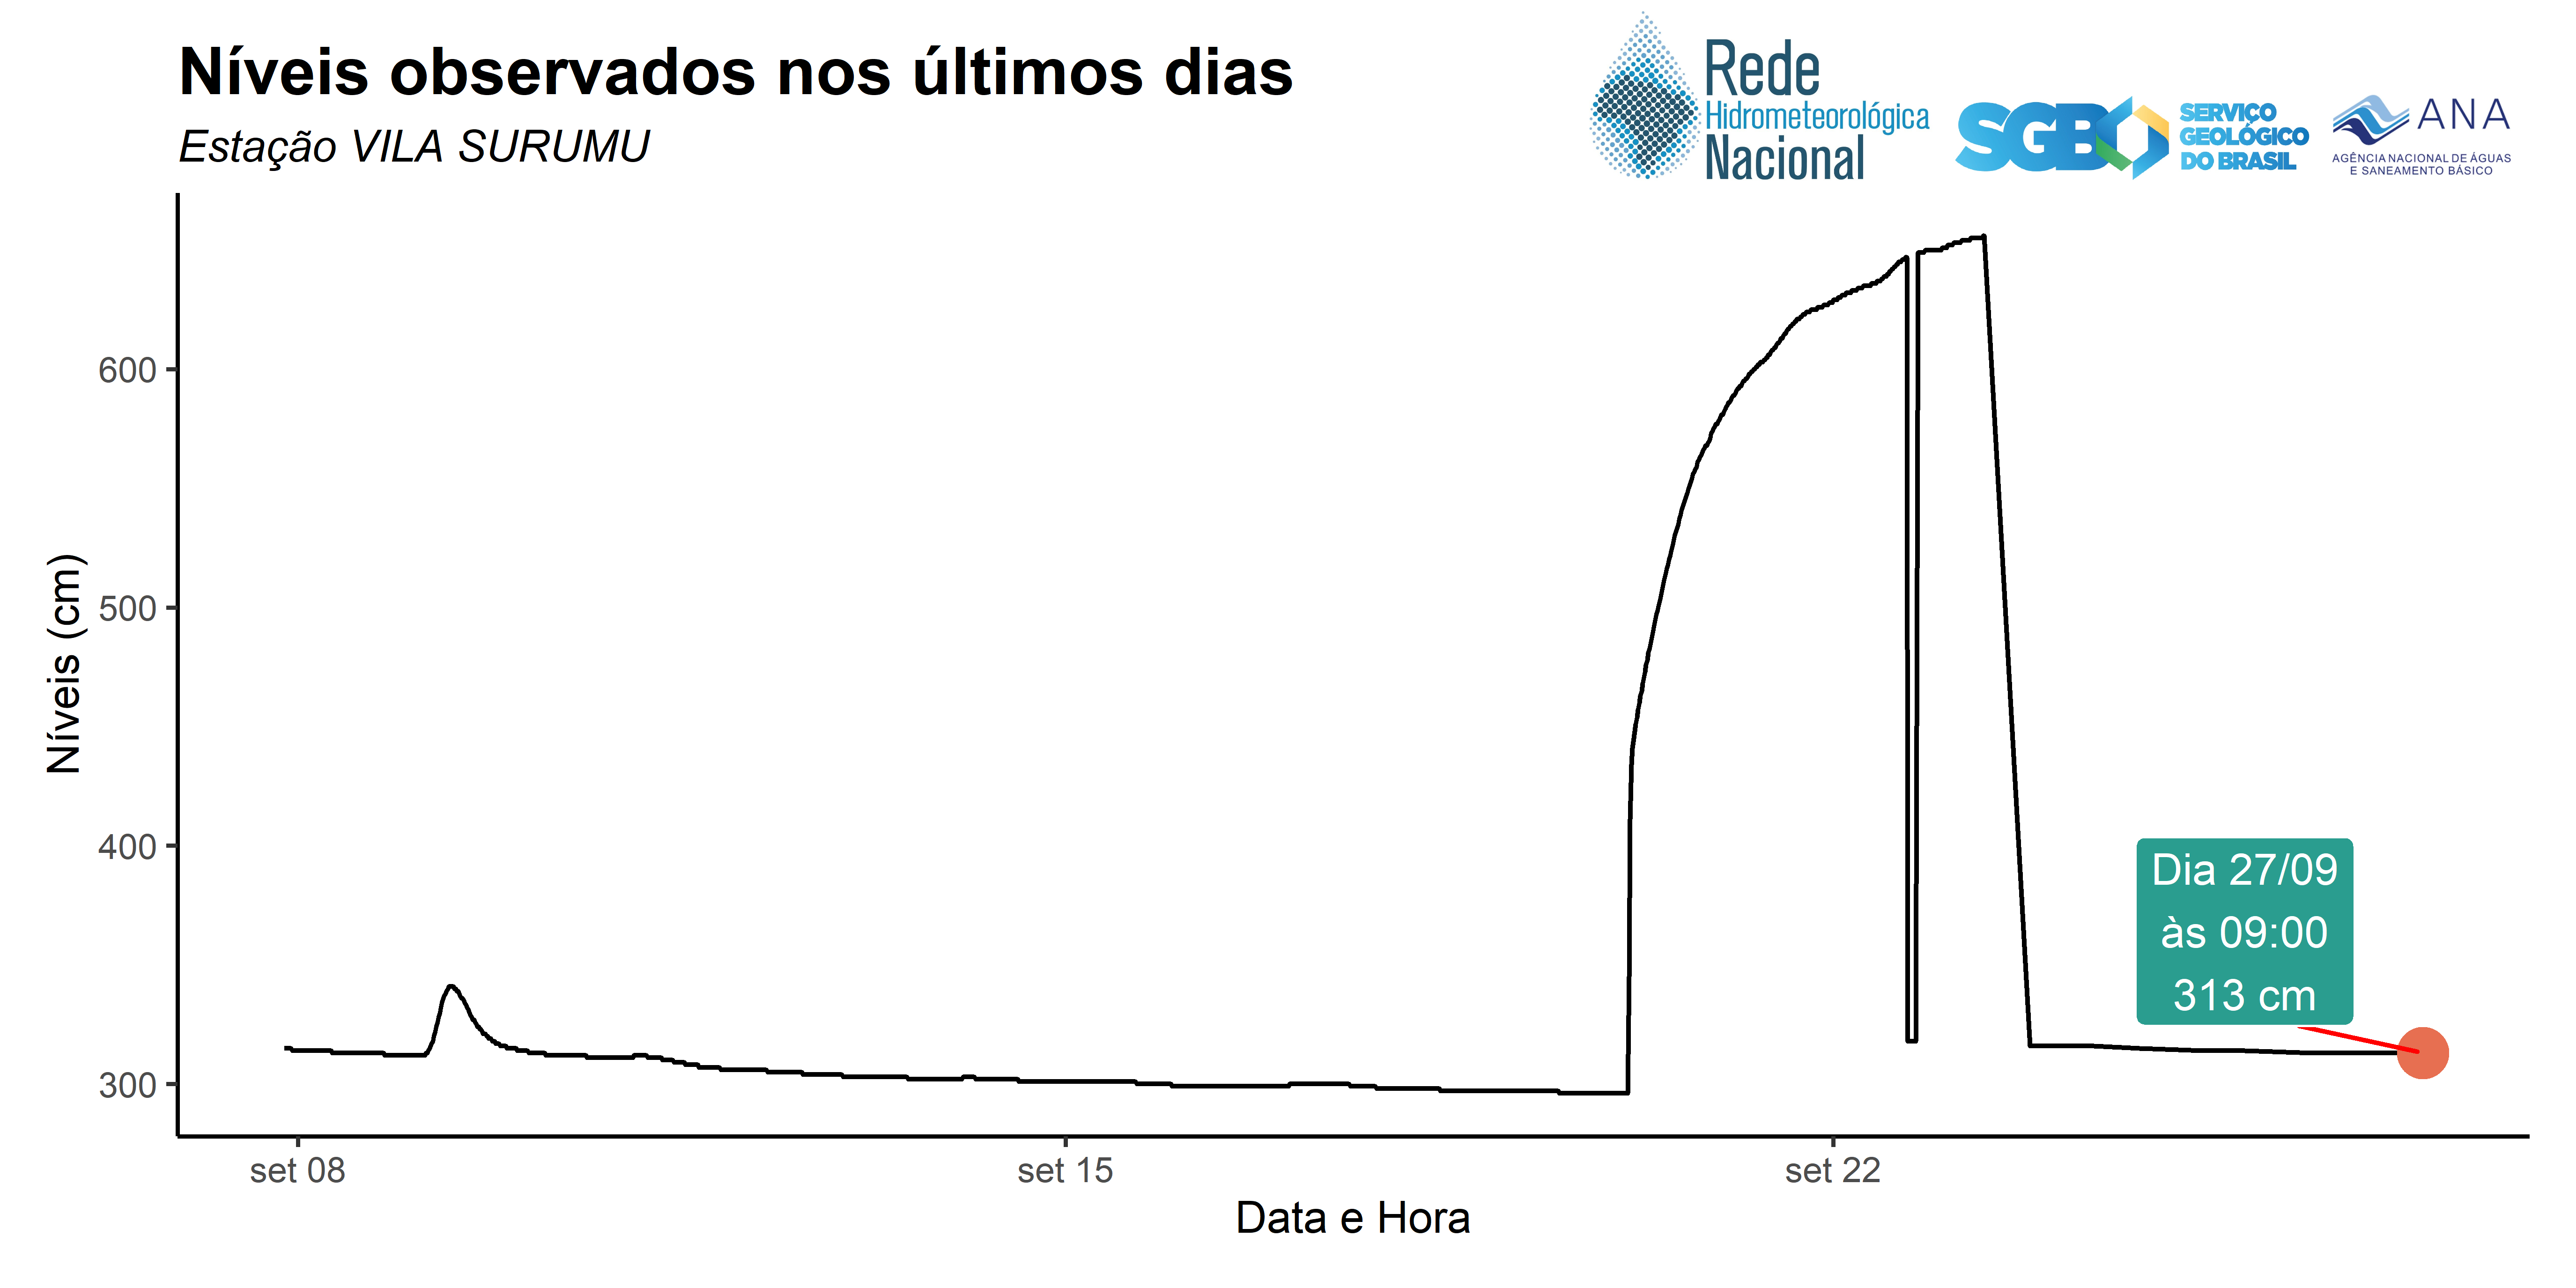 Níveis observados nos últimos dias
Estação VILA SURUMU
Rede
Hidrometeorológica
Nacional
SGB
SERVIÇO
GEOLÓGICO
DO BRASIL
ANA
AGÊNCIA NACIONAL DE ÁGUAS
E SANEAMENTO BÁSICO
Níveis (cm)
600
500
400
300
Dia 27/09
às 09:00
313 cm
set 08
set 15
set 22
Data e Hora